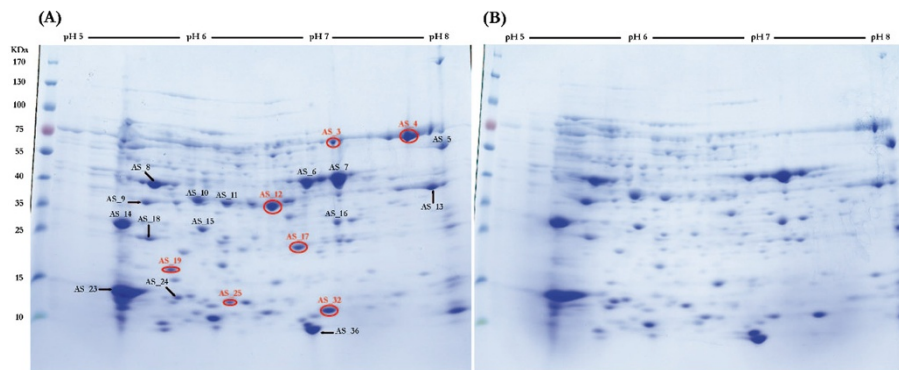 (A)
(B)
pH 5 pH 6 pH 7 pH 8
pH 5 pH 6 pH 7 pH 8
KDa
170
130
100
75
55
40
35
25
15
10
AS_3
AS_4
AS_5
AS_8
AS_6
AS_7
AS_9
AS_10
AS_11
AS_12
AS_13
AS_14
AS_18
AS_15
AS_16
AS_17
AS_19
AS_23
AS_24
AS_25
AS_32
AS_36